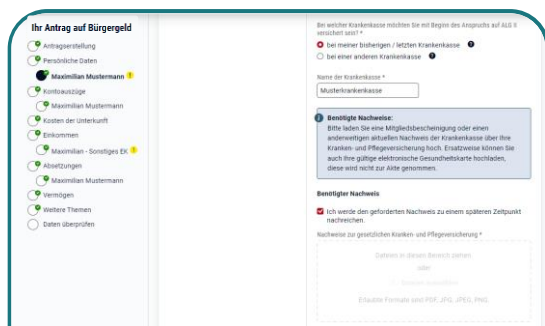 Ihr Antrag auf Bürgergeld
Antragserstellung
Persönliche Daten
Maximilian Mustermann
Kontoauszüge
Maximilian Mustermann
Kosten der Unterkunft
Einkommen
Maximilian - Sonstiges EK
Absetzungen
Maximilian Mustermann
Vermögen
Weitere Themen
Daten überprüfen
Bei welcher Krankenkasse möchten Sie mit Beginn des Anspruchs auf ALG II
versichert sein? *
bei meiner bisherigen / letzten Krankenkasse
bei einer anderen Krankenkasse
Name der Krankenkasse *
Musterkrankenkasse
Benötigte Nachweise:
Bitte laden Sie eine Mitgliedsbescheinigung oder einen
anderweitigen aktuellen Nachweis der Krankenkasse über Ihre
Kranken- und Pflegeversicherung hoch. Ersatzweise können Sie
auch Ihre gültige elektronische Gesundheitskarte hochladen,
diese wird nicht zur Akte genommen.
Benötigter Nachweis
Ich werde den geforderten Nachweis zu einem späteren Zeitpunkt
nachreichen.
Nachweise zur gesetzlichen Kranken- und Pflegeversicherung *
Dateien in diesen Bereich ziehen
oder
Erlaubte Formate sind PDF, JPG, JPEG, PNG.